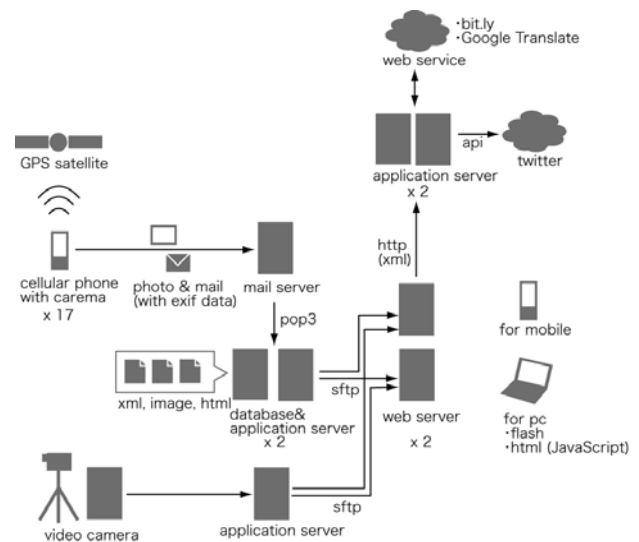 ・bit.ly
・Google Translate
web service
GPS satellite
api
application server
x 2
twitter
http
(xml)
cellular phone
with carema
x 17
photo & mail
(with exif data)
mail server
pop3
for mobile
xml, image, html
database&
application server
x 2
sftp
web server
x 2
for pc
・flash
・html (JavaScript)
video camera
application server
sftp